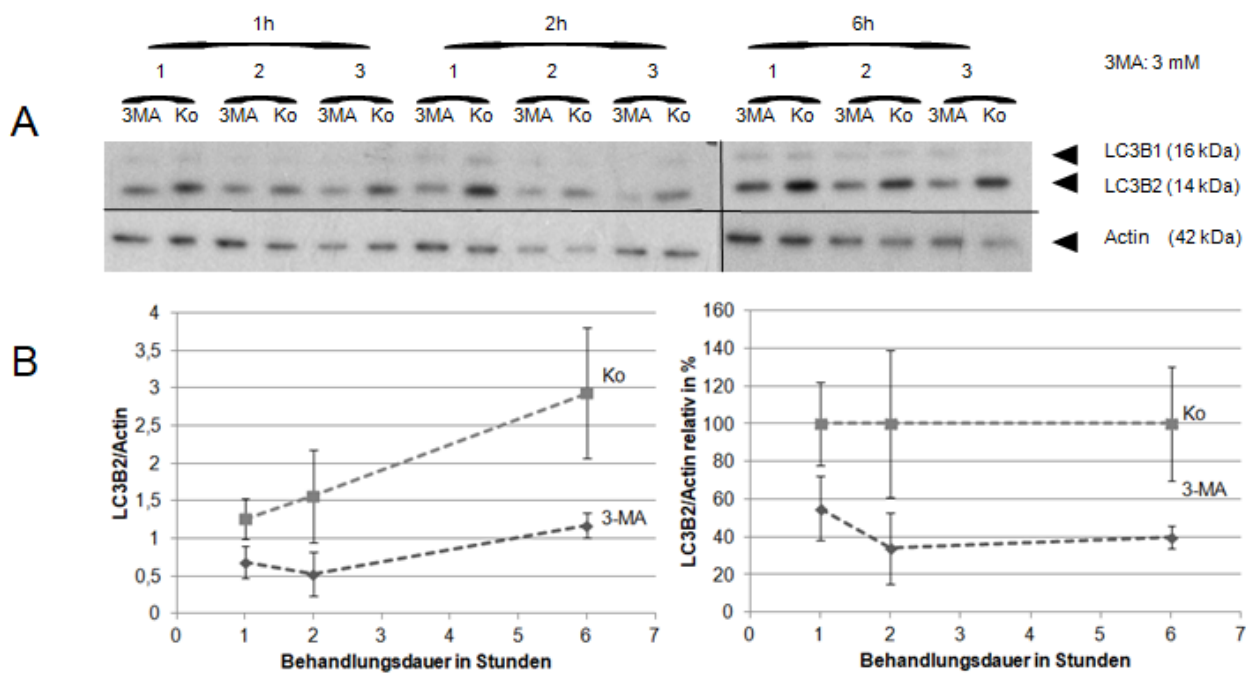 1h 2h 6h
1 2 3 1 2 3 1 2 3 3MA: 3 mM
A
3MA Ko 3MA Ko 3MA Ko 3MA Ko 3MA Ko 3MA Ko 3MA Ko 3MA Ko 3MA Ko
LC3B1 (16 kDa)
LC3B2 (14 kDa)
Actin (42 kDa)
B
LC3B2/Actin
4
3,5
3
2,5
2
1,5
1
0,5
0
Ko
3-MA
0 1 2 3 4 5 6 7
Behandlungsdauer in Stunden
LC3B2/Actin relativ in %
160
140
120
100
80
60
40
20
0
Ko
3-MA
0 1 2 3 4 5 6 7
Behandlungsdauer in Stunden